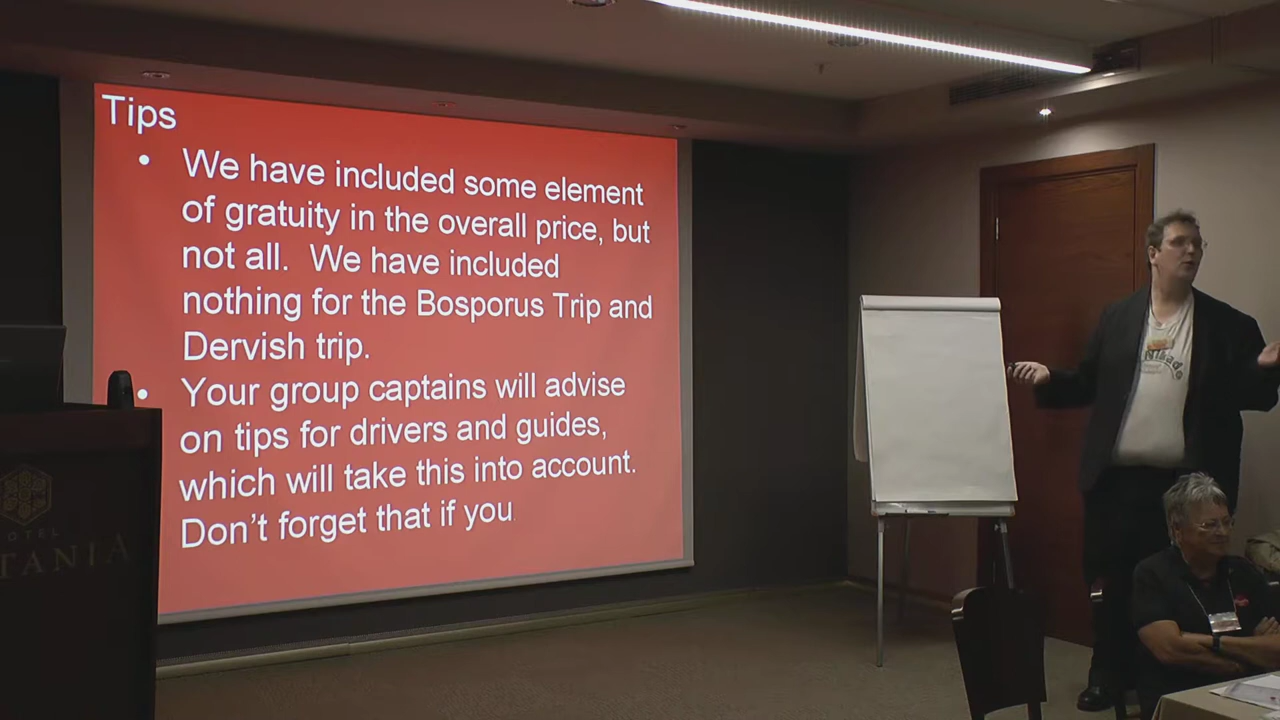 Tips
• We have included some element
of gratuity in the overall price, but
not all. We have included
nothing for the Bosporus Trip and
Dervish trip.
• Your group captains will advise
on tips for drivers and guides,
which will take this into account.
Don't forget that if you